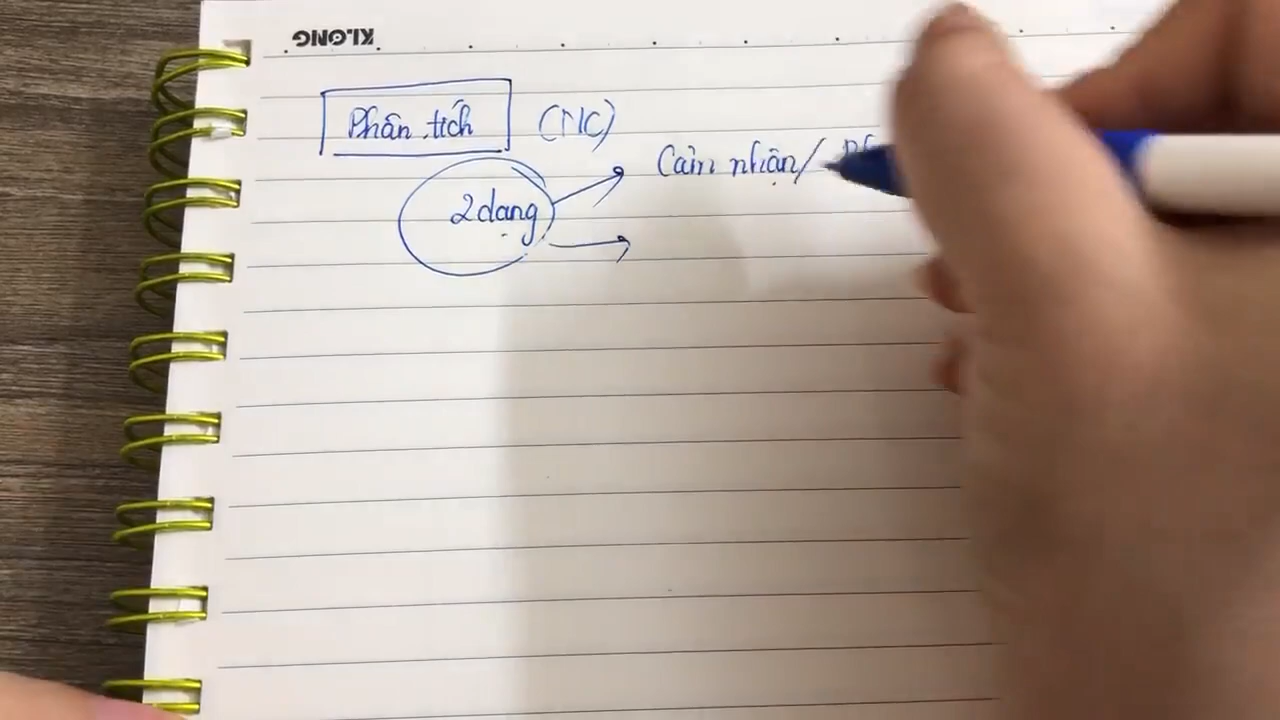 KLONG
Phân tích (NC)
2 dạng
Cảm nhận/